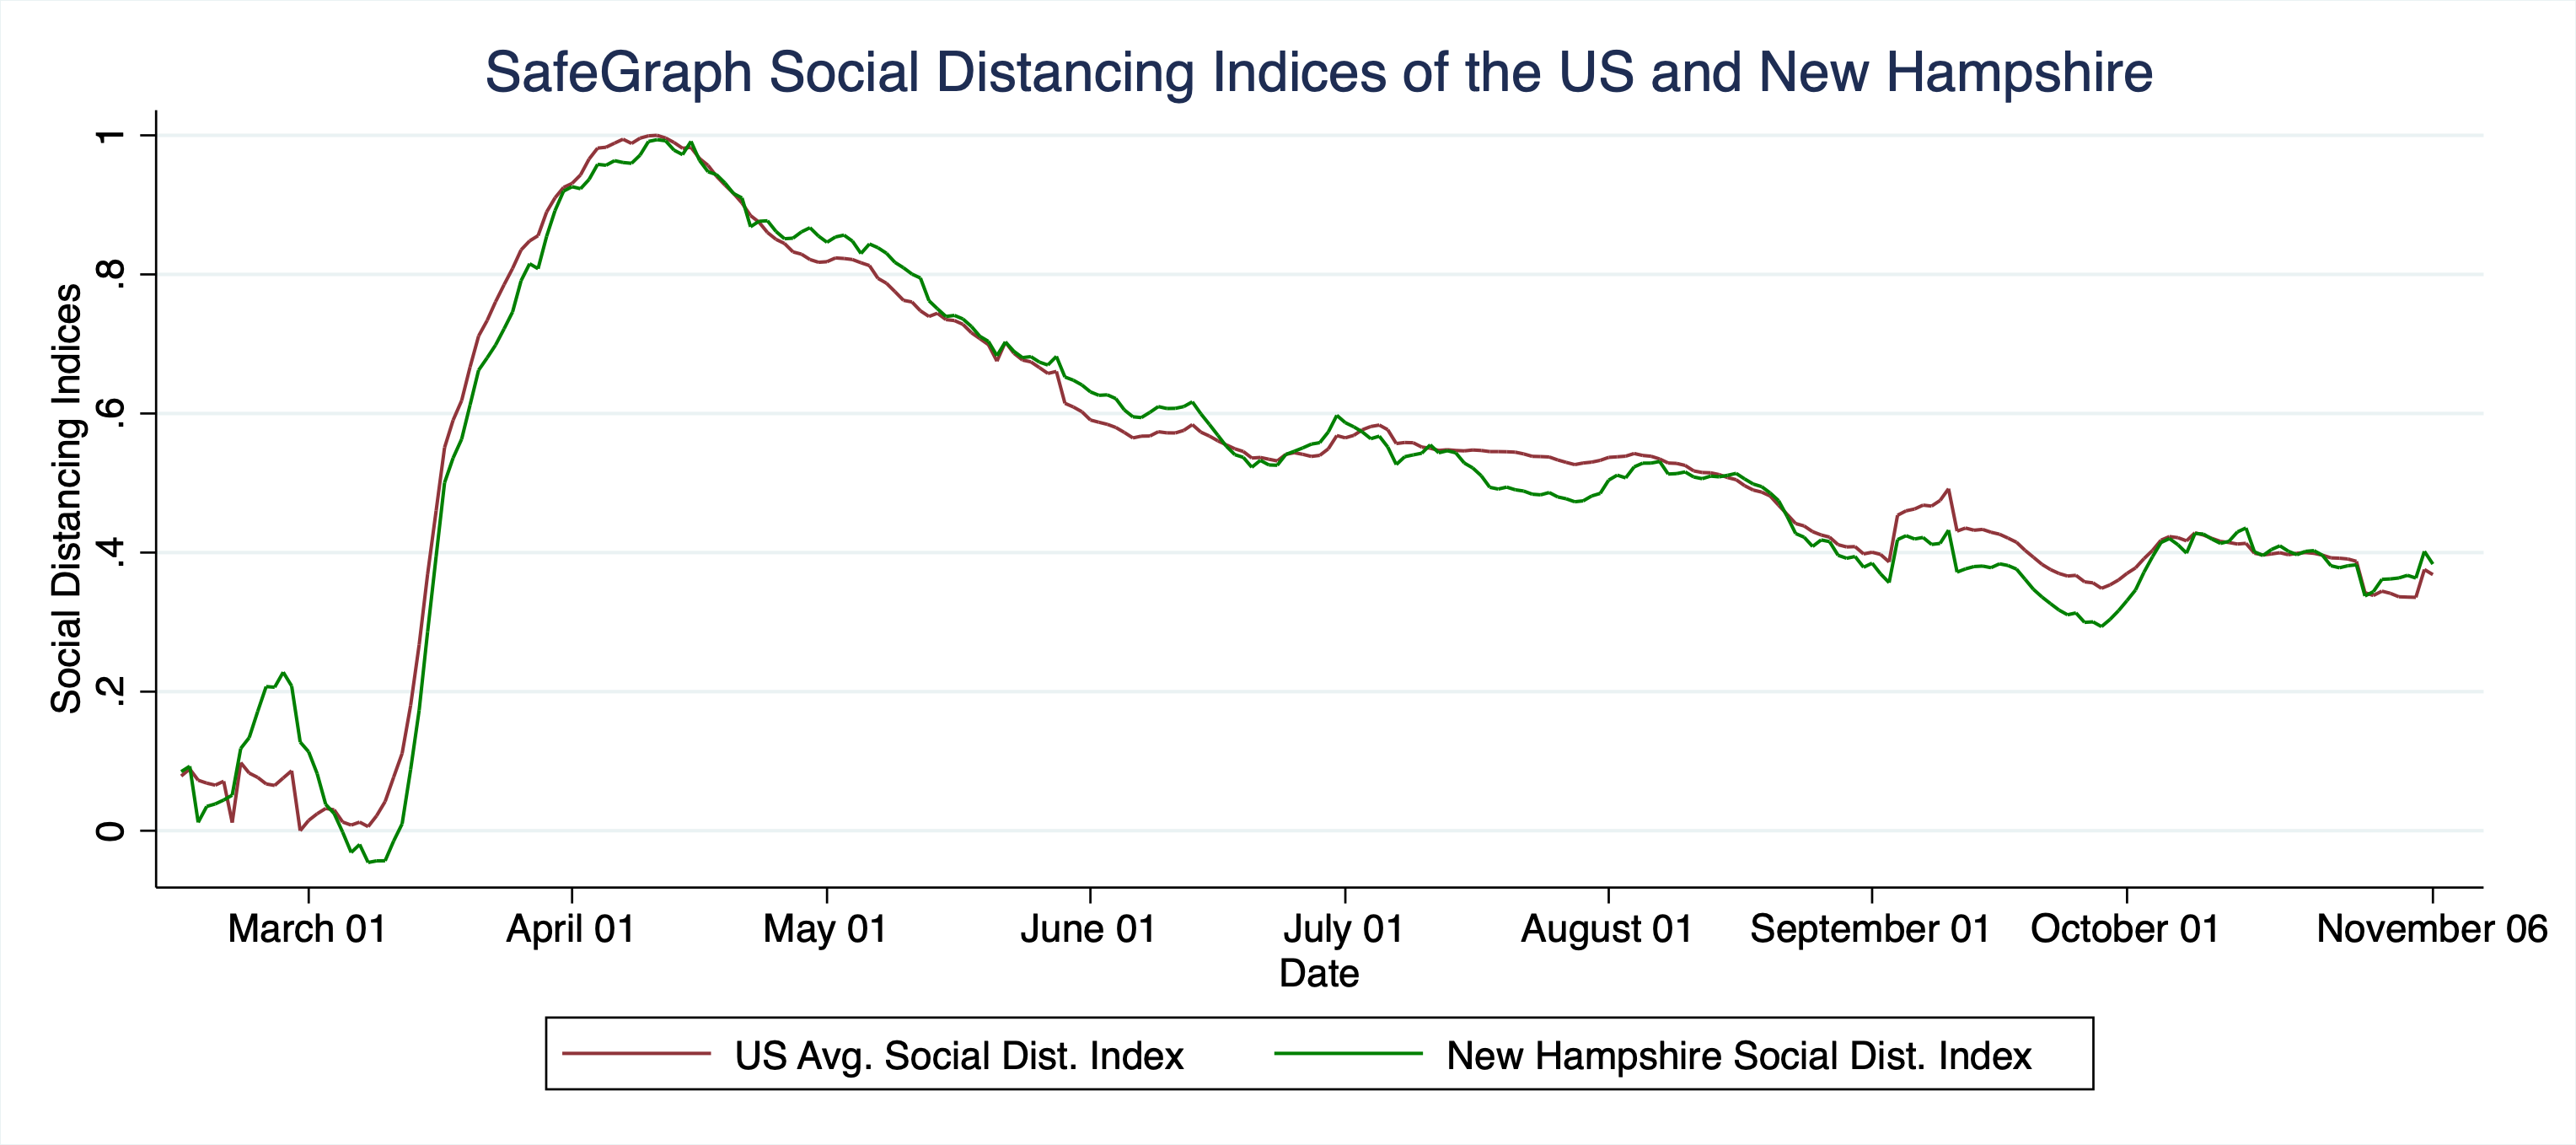 SafeGraph Social Distancing Indices of the US and New Hampshire
Social Distancing Indices
1
.8
.6
.4
.2
0
March 01
April 01
May 01
June 01
July 01
August 01
September 01
October 01
November 06
Date
US Avg. Social Dist. Index
New Hampshire Social Dist. Index